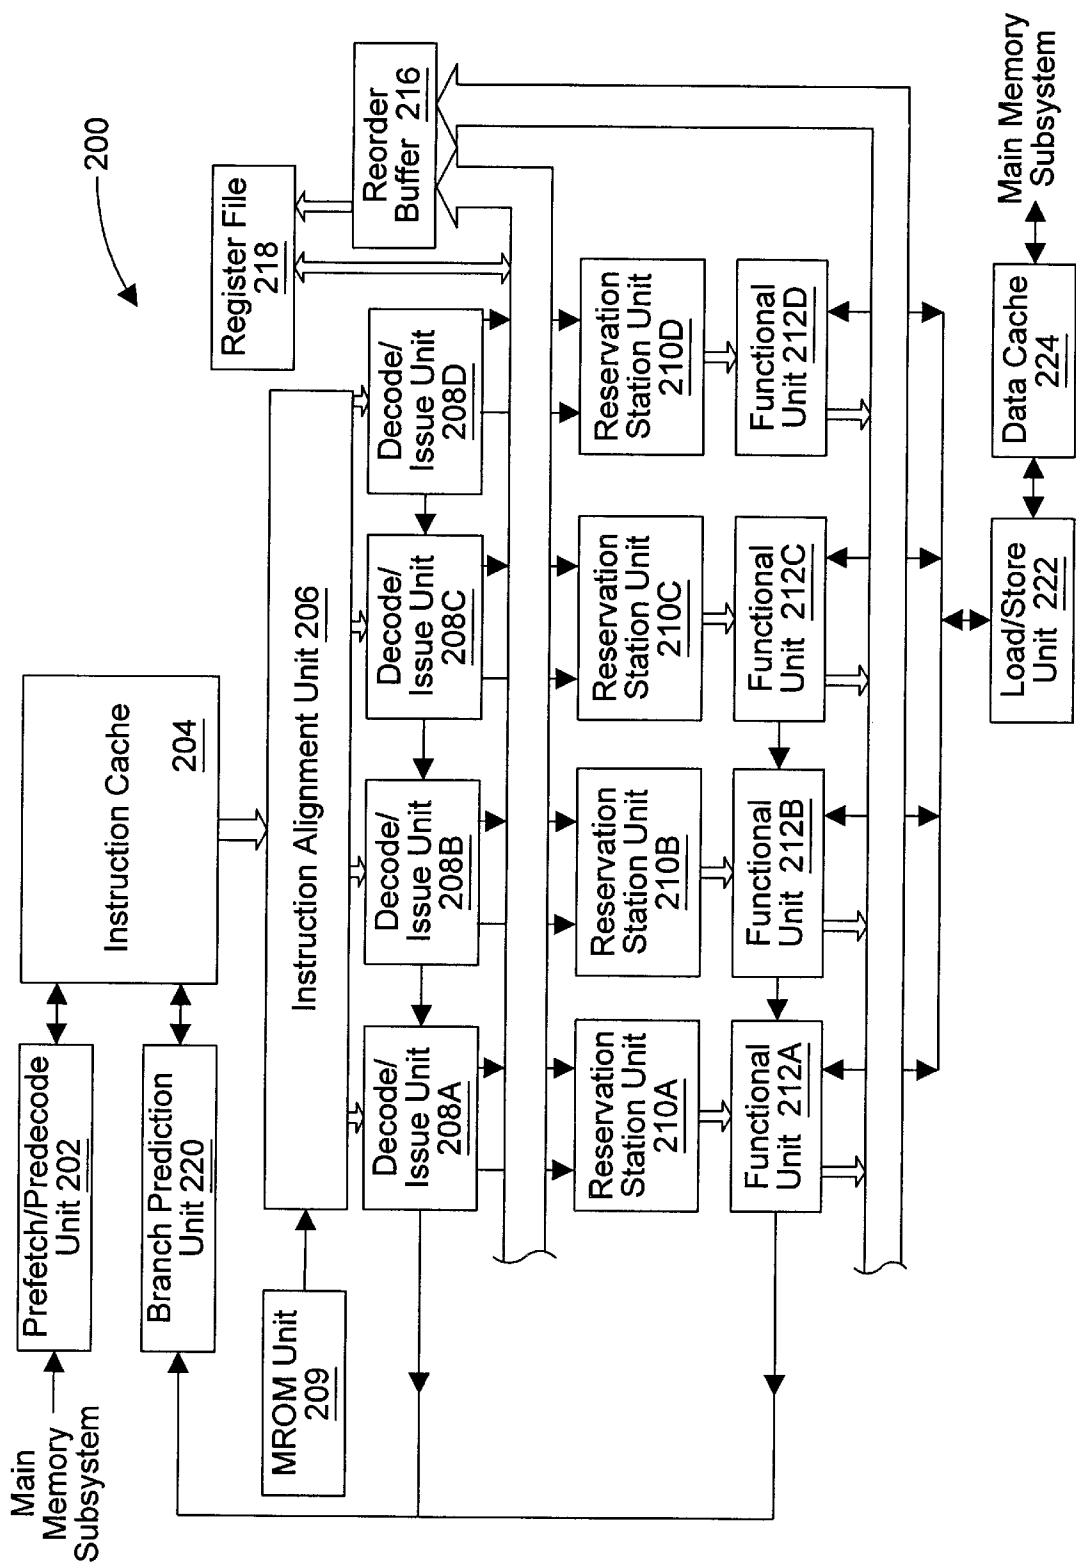 Main
Memory
Subsystem
Prefetch/Predecode
Unit 202
Branch Prediction
Unit 220
Instruction Cache
204
200
MROM Unit
209
Instruction Alignment Unit 206
Register File
218
Reorder
Buffer 216
Decode/
Issue Unit
208A
Decode/
Issue Unit
208B
Decode/
Issue Unit
208C
Decode/
Issue Unit
208D
Reservation
Station Unit
210A
Reservation
Station Unit
210B
Reservation
Station Unit
210C
Reservation
Station Unit
210D
Functional
Unit 212A
Functional
Unit 212B
Functional
Unit 212C
Functional
Unit 212D
Load/Store
Unit 222
Data Cache
224
Main Memory
Subsystem